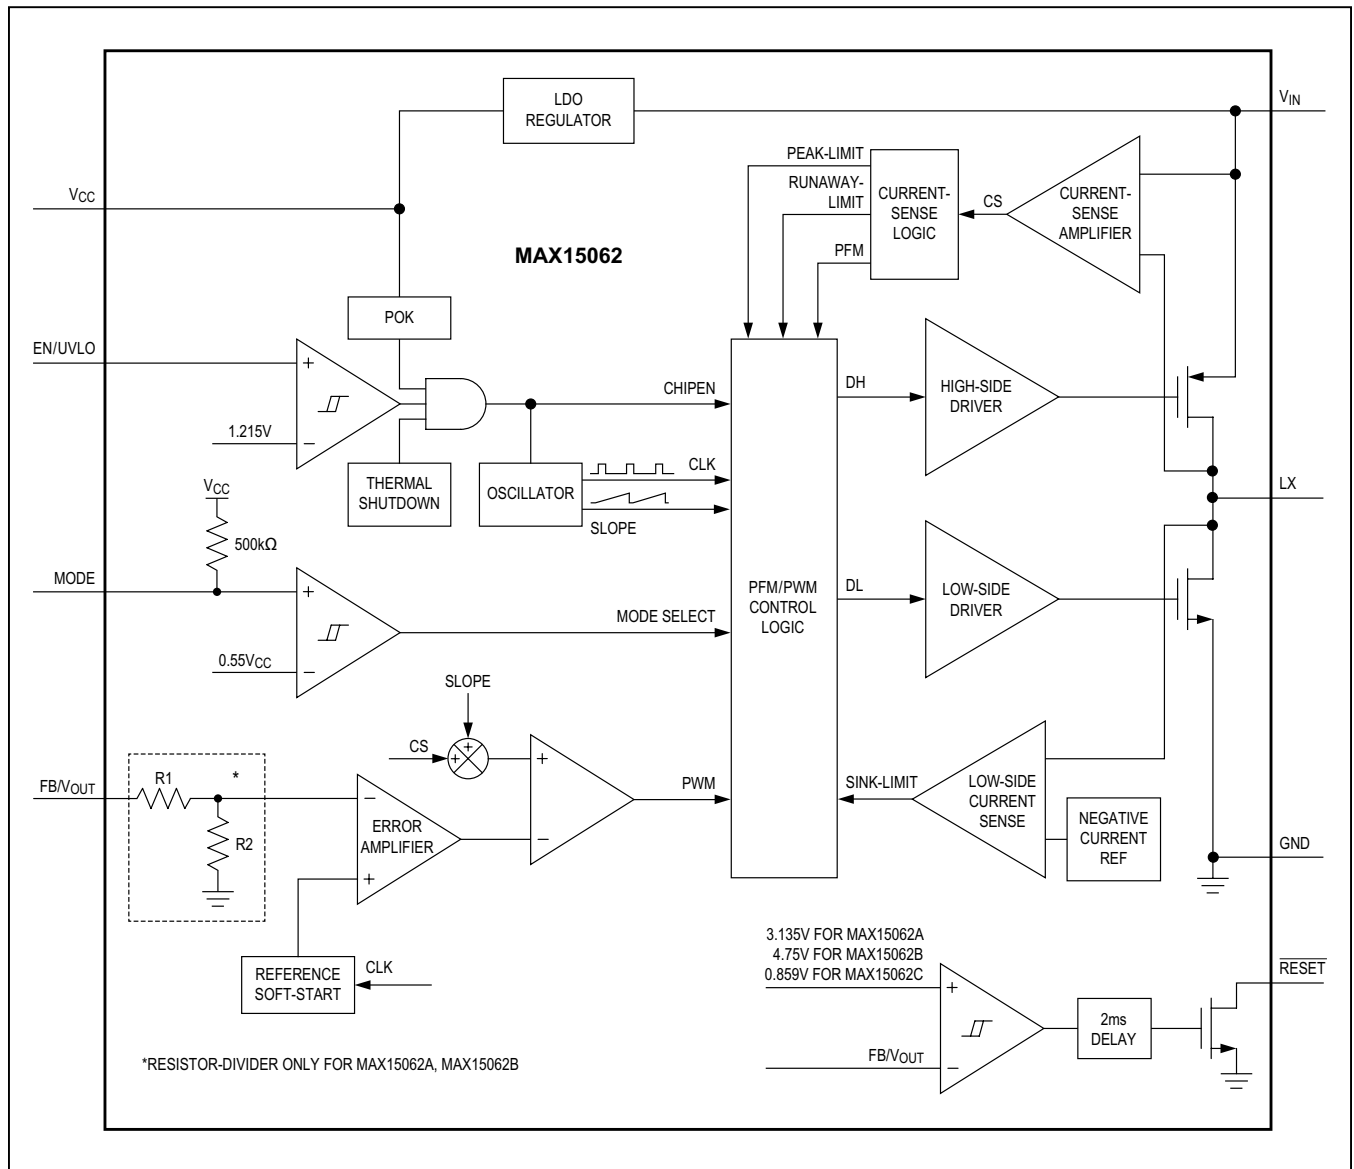 LDO
REGULATOR
VIN
VCC
PEAK-LIMIT
RUNAWAY-
LIMIT
PFM
CURRENT-
SENSE
LOGIC
CS
CURRENT-
SENSE
AMPLIFIER
MAX15062
POK
EN/UVLO
+
1.215V
−
THERMAL
SHUTDOWN
CHIPEN
OSCILLATOR
CLK
SLOPE
DH
HIGH-SIDE
DRIVER
LX
VCC
500kΩ
MODE
+
0.55VCC
−
MODE SELECT
PFM/PWM
CONTROL
LOGIC
DL
LOW-SIDE
DRIVER
SLOPE
CS
+
+
+
−
PWM
FB/VOUT
R1
*
R2
−
ERROR
AMPLIFIER
+
SINK-LIMIT
LOW-SIDE
CURRENT
SENSE
NEGATIVE
CURRENT
REF
GND
REFERENCE
SOFT-START
CLK
3.135V FOR MAX15062A
4.75V FOR MAX15062B
0.859V FOR MAX15062C
+
FB/VOUT
−
2ms
DELAY
RESET
*RESISTOR-DIVIDER ONLY FOR MAX15062A, MAX15062B